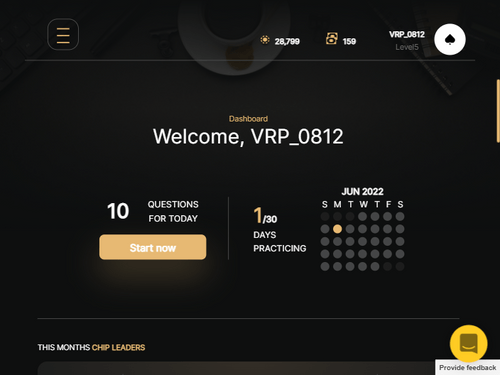 28,799
159
VRP_0812
Level5
Dashboard
Welcome, VRP_0812
10
QUESTIONS
FOR TODAY
Start now
1/30
DAYS
PRACTICING
JUN 2022
S M T W T F S
THIS MONTHS CHIP LEADERS
Provide feedback